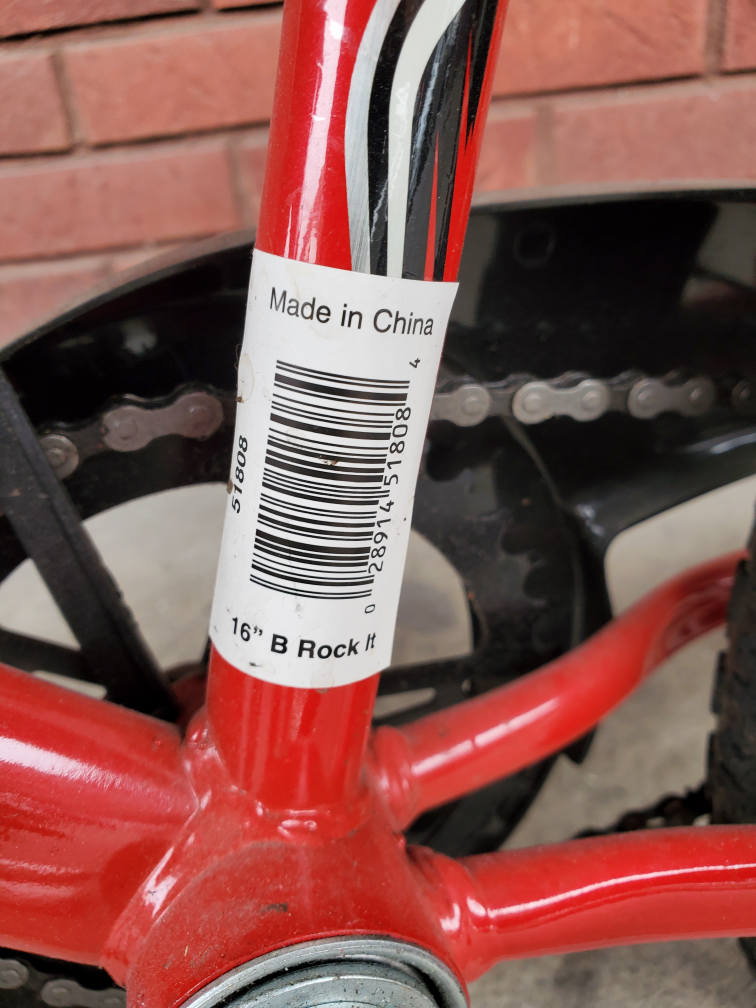 Made in China
51808
0 28914 51808 4
16” B Rock It